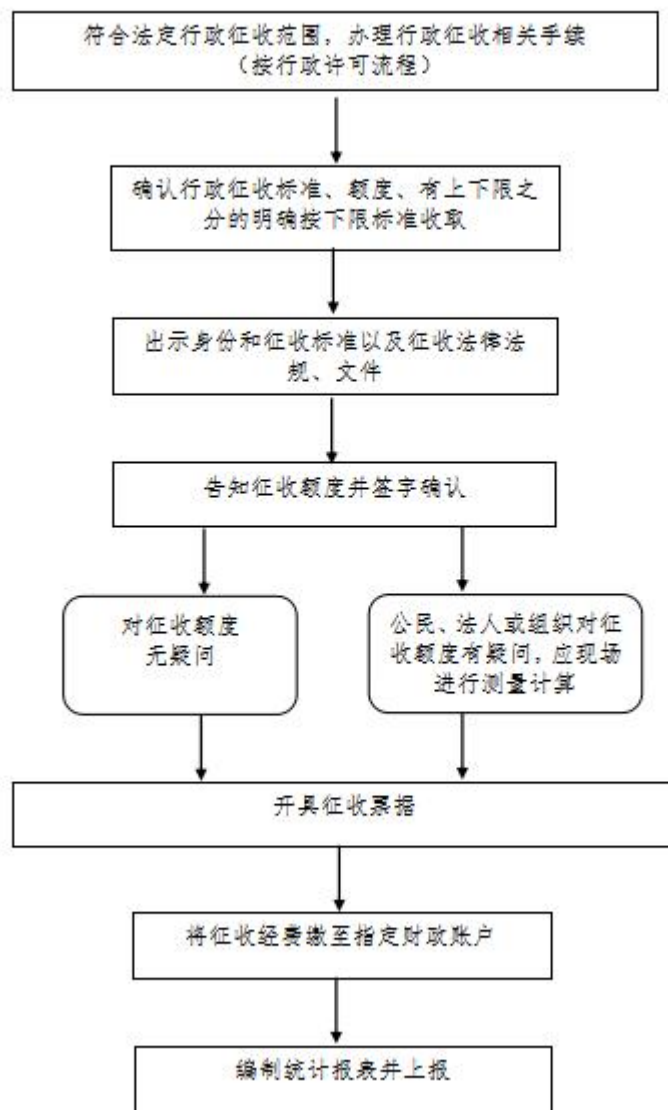 符合法定行政征收范围，办理行政征收相关手续
（按行政许可流程）
确认行政征收标准、额度、有上下限之
分的明确按下限标准收取
出示身份和征收标准以及征收法律法
规、文件
告知征收额度并签字确认
对征收额度
无疑问
公民、法人或组织对征
收额度有疑问，应现场
进行测量计算
开具征收票据
将征收经费缴至指定财政账户
编制统计报表并上报